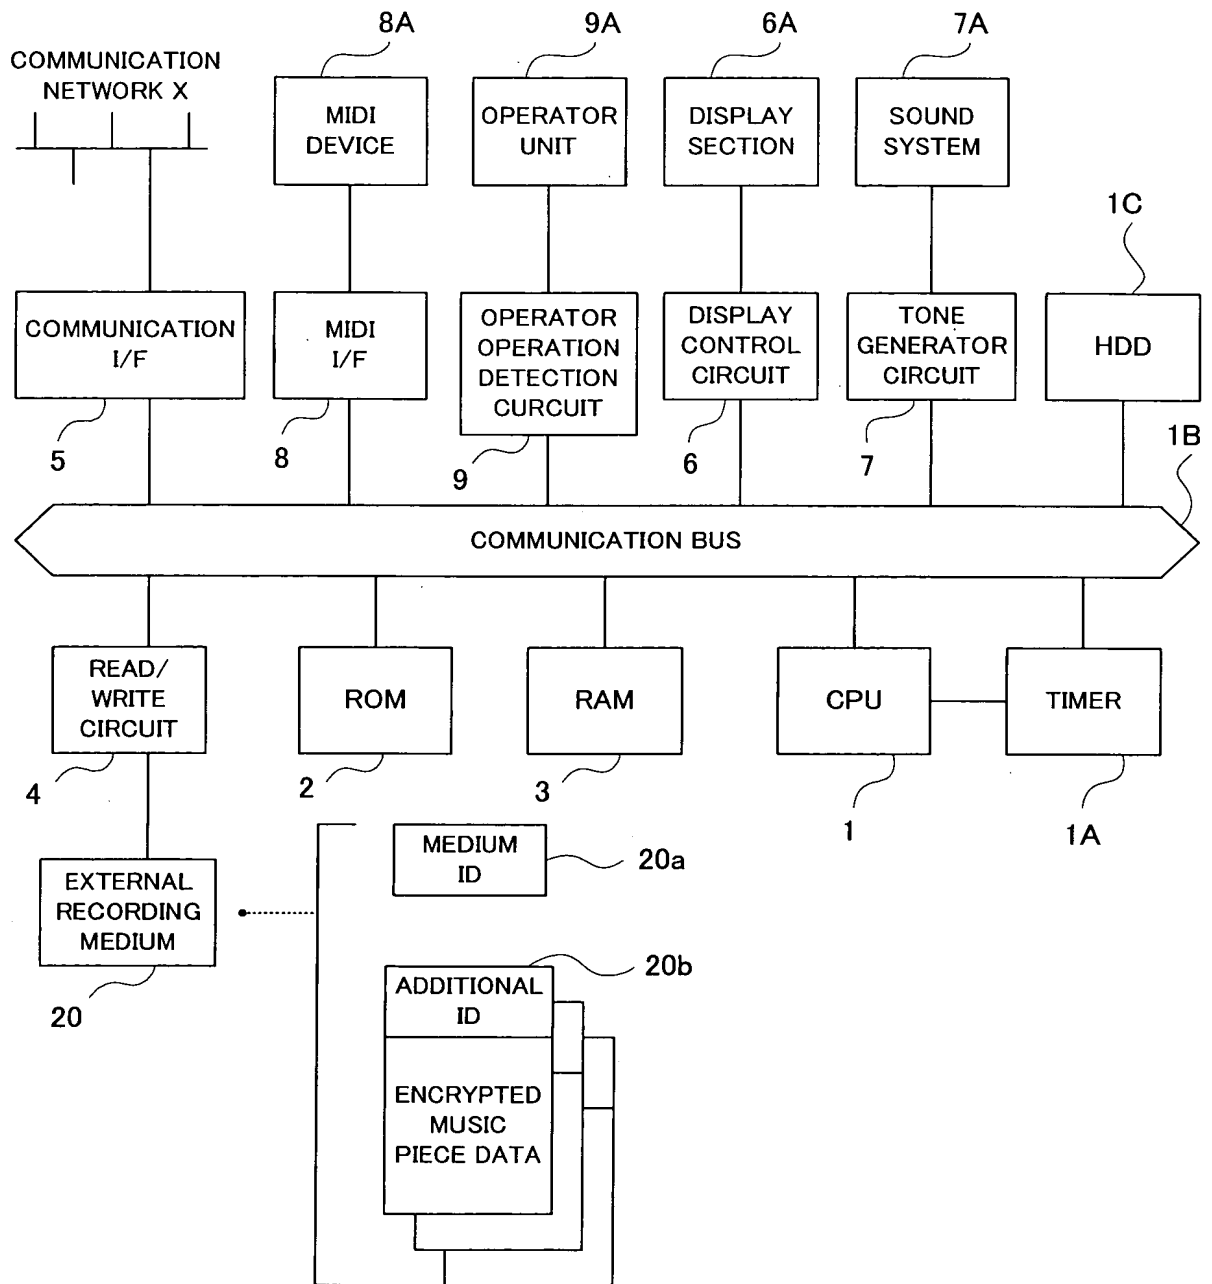 8A
9A
6A
7A
COMMUNICATION
NETWORK X
MIDI
DEVICE
OPERATOR
UNIT
DISPLAY
SECTION
SOUND
SYSTEM
1C
COMMUNICATION
I/F
MIDI
I/F
OPERATOR
OPERATION
DETECTION
CURCUIT
DISPLAY
CONTROL
CIRCUIT
TONE
GENERATOR
CIRCUIT
HDD
5
8
9
6
7
1B
COMMUNICATION BUS
READ/
WRITE
CIRCUIT
ROM
RAM
CPU
TIMER
4
2
3
1
1A
EXTERNAL
RECORDING
MEDIUM
20
MEDIUM
ID
20a
20b
ADDITIONAL
ID
ENCRYPTED
MUSIC
PIECE DATA